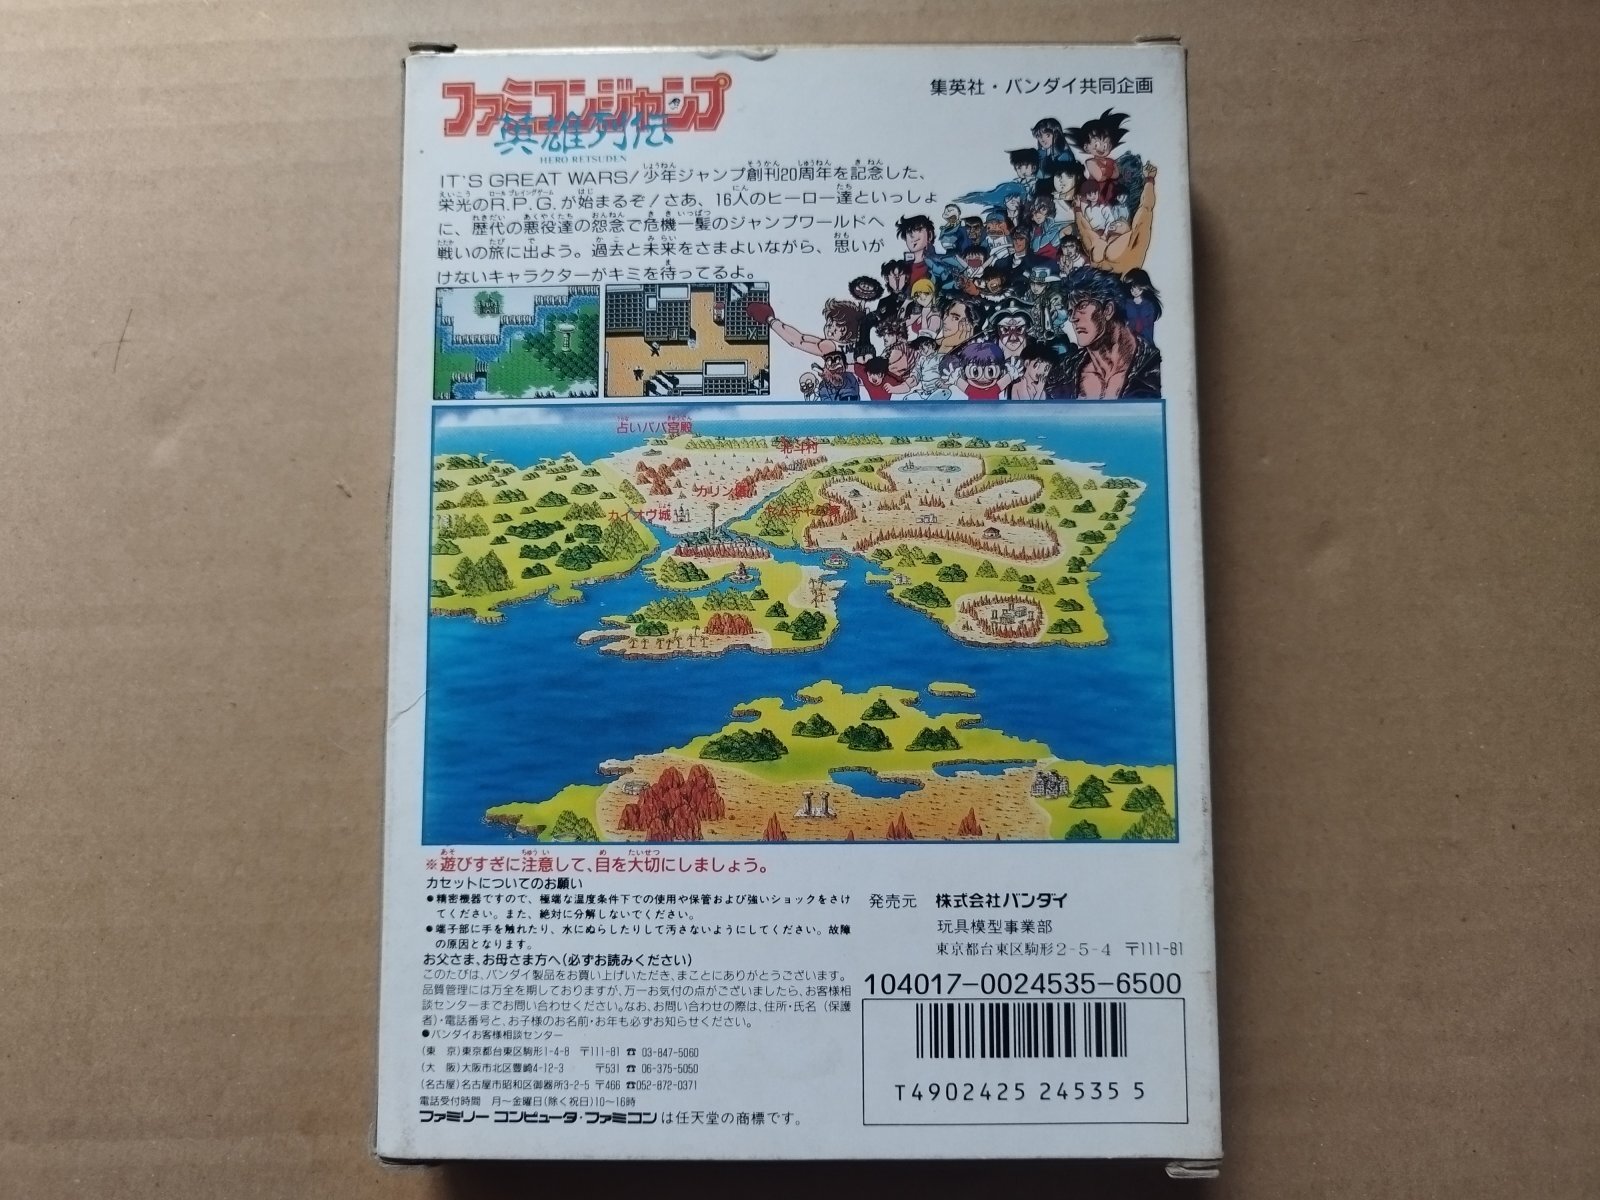 ファミコンジャンプ
英雄列伝
HERO RETSUDEN
集英社・バンダイ共同企画
IT'S GREAT WARS!少年ジャンプ創刊20周年を記念した、
栄光のR.P.G.が始まるぞ!さあ、16人のヒーロー達といっしょ
に、歴代の悪役達の怨念で危機一髪のジャンプワールドへ
戦いの旅に出よう。過去と未来をさまよいながら、思いが
けないキャラクターがキミを待ってるよ。
占いババ宮殿
北斗村
カリン
カイオウ城
※遊びすぎに注意して、目を大切にしましょう。
カセットについてのお願い
●精密機器ですので、極端な温度条件下での使用や保管および強いショックをさけ
てください。また、絶対に分解しないでください。
●端子部に手を触れたり、水にぬらしたりして汚さないようにしてください。故障
の原因となります。
お父さま、お母さま方へ(必ずお読みください)
このたびは、バンダイ製品をお買い上げいただき、まことにありがとうございます。
品質管理には万全を期しておりますが、万一お気付の点がございましたら、お客様相
談センターまでお問い合わせください。なお、お問い合わせの際は、住所・氏名(保護
者)・電話番号と、お子様のお名前・お年も必ずお知らせください。
●バンダイお客様相談センター
(東 京)東京都台東区駒形1-4-8 〒111-81 ☎ 03-847-5060
(大 阪)大阪市北区豊崎4-12-3 〒531 ☎ 06-375-5050
(名古屋)名古屋市昭和区御器所3-2-5 〒466 ☎052-872-0371
電話受付時間 月～金曜日(除く祝日)10～16時
ファミリーコンピュータ・ファミコンは任天堂の商標です。
発売元 株式会社バンダイ
玩具模型事業部
東京都台東区駒形2-5-4 〒111-81
104017-0024535-6500
T4902425 24535 5